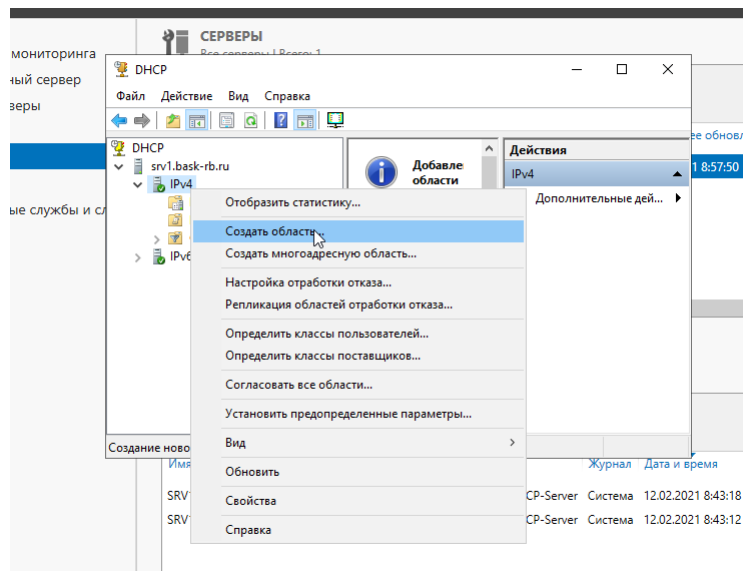 СЕРВЕРЫ
Все серверы | Всего: 1
мониторинга
ный сервер
веры
ые службы и сл
DHCP
Файл Действие Вид Справка
DHCP
srv1.bask-rb.ru
IPv4
IPv6
Добавле
области
Действия
IPv4
Дополнительные дей...
ее обновл
1 8:57:50
Отобразить статистику...
Создать область...
Создать многоадресную область...
Настройка отработки отказа...
Репликация областей отработки отказа...
Определить классы пользователей...
Определить классы поставщиков...
Согласовать все области...
Установить предопределенные параметры...
Вид
Обновить
Свойства
Справка
Создание ново
Имя Журнал Дата и время
SRV1 CP-Server Система 12.02.2021 8:43:18
SRV1 CP-Server Система 12.02.2021 8:43:12